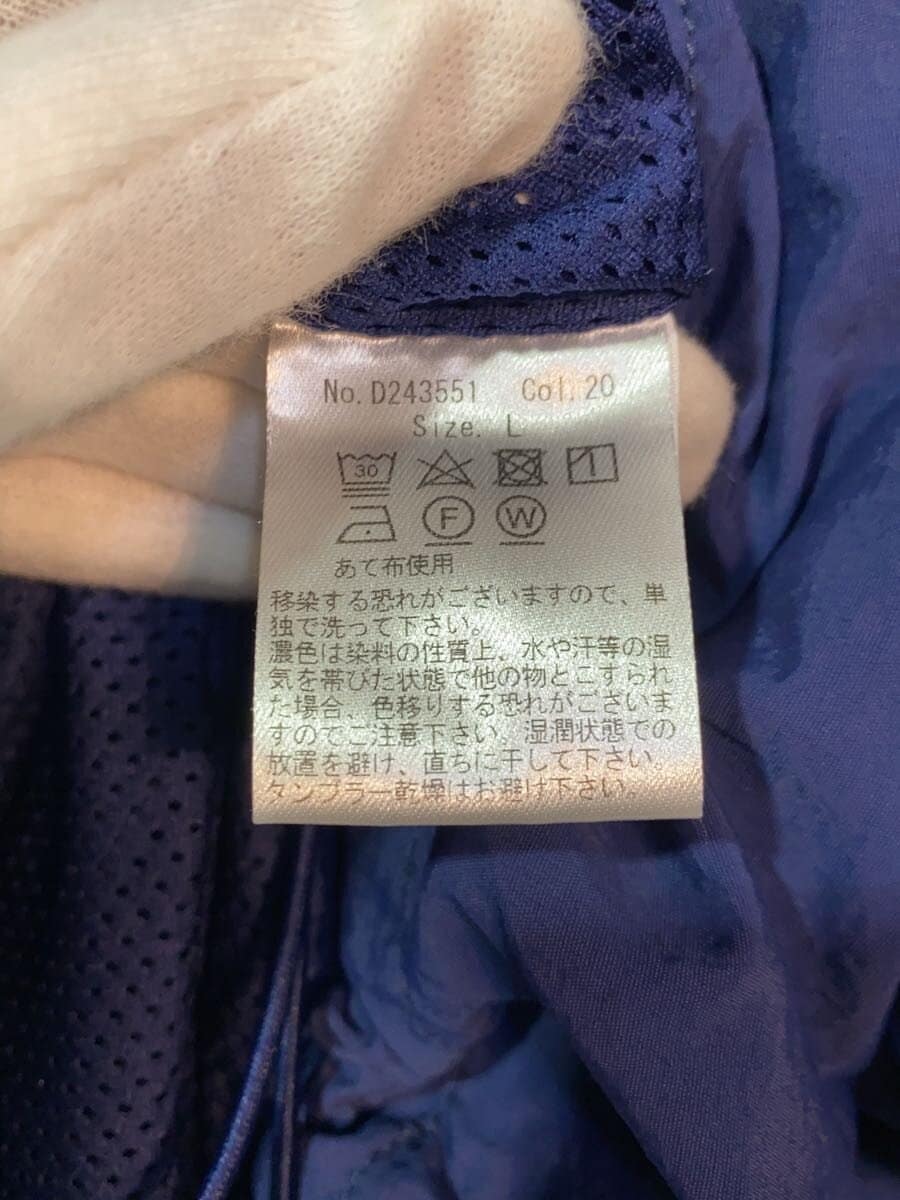 No.D243551 Col.20
Size. L
30
F W
あて布使用
移染する恐れがございますので、単
独で洗って下さい。
濃色は染料の性質上、水や汗等の湿
気を帯びた状態で他の物とこすられ
た場合、色移りする恐れがございま
すのでご注意下さい。湿潤状態での
放置を避け、直ちに干して下さい。
タンブラー乾燥はお避け下さい。